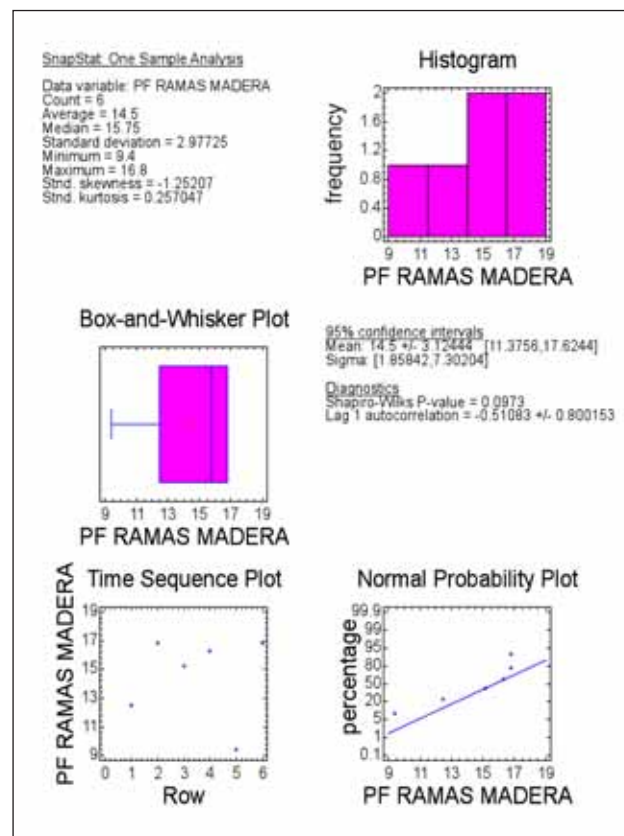 SnapStat: One Sample Analysis
Data variable: PF RAMAS MADERA
Count = 6
Average = 14.5
Median = 15.75
Standard deviation = 2.97725
Minimum = 9.4
Maximum = 16.8
Stnd. skewness = -1.25207
Stnd. kurtosis = 0.257047
Histogram
frequency
2
1.6
1.2
0.8
0.4
0
9 11 13 15 17 19
PF RAMAS MADERA
Box-and-Whisker Plot
9 11 13 15 17 19
PF RAMAS MADERA
95% confidence intervals
Mean: 14.5 +/- 3.12444 [11.3756,17.6244]
Sigma: [1.85842,7.30204]
Diagnostics
Shapiro-Wilks P-value = 0.0973
Lag 1 autocorrelation = -0.51083 +/- 0.800153
Time Sequence Plot
PF RAMAS MADERA
19
17
15
13
11
9
0 1 2 3 4 5 6
Row
Normal Probability Plot
percentage
99.9
99
95
80
50
20
5
1
0.1
9 11 13 15 17 19
PF RAMAS MADERA